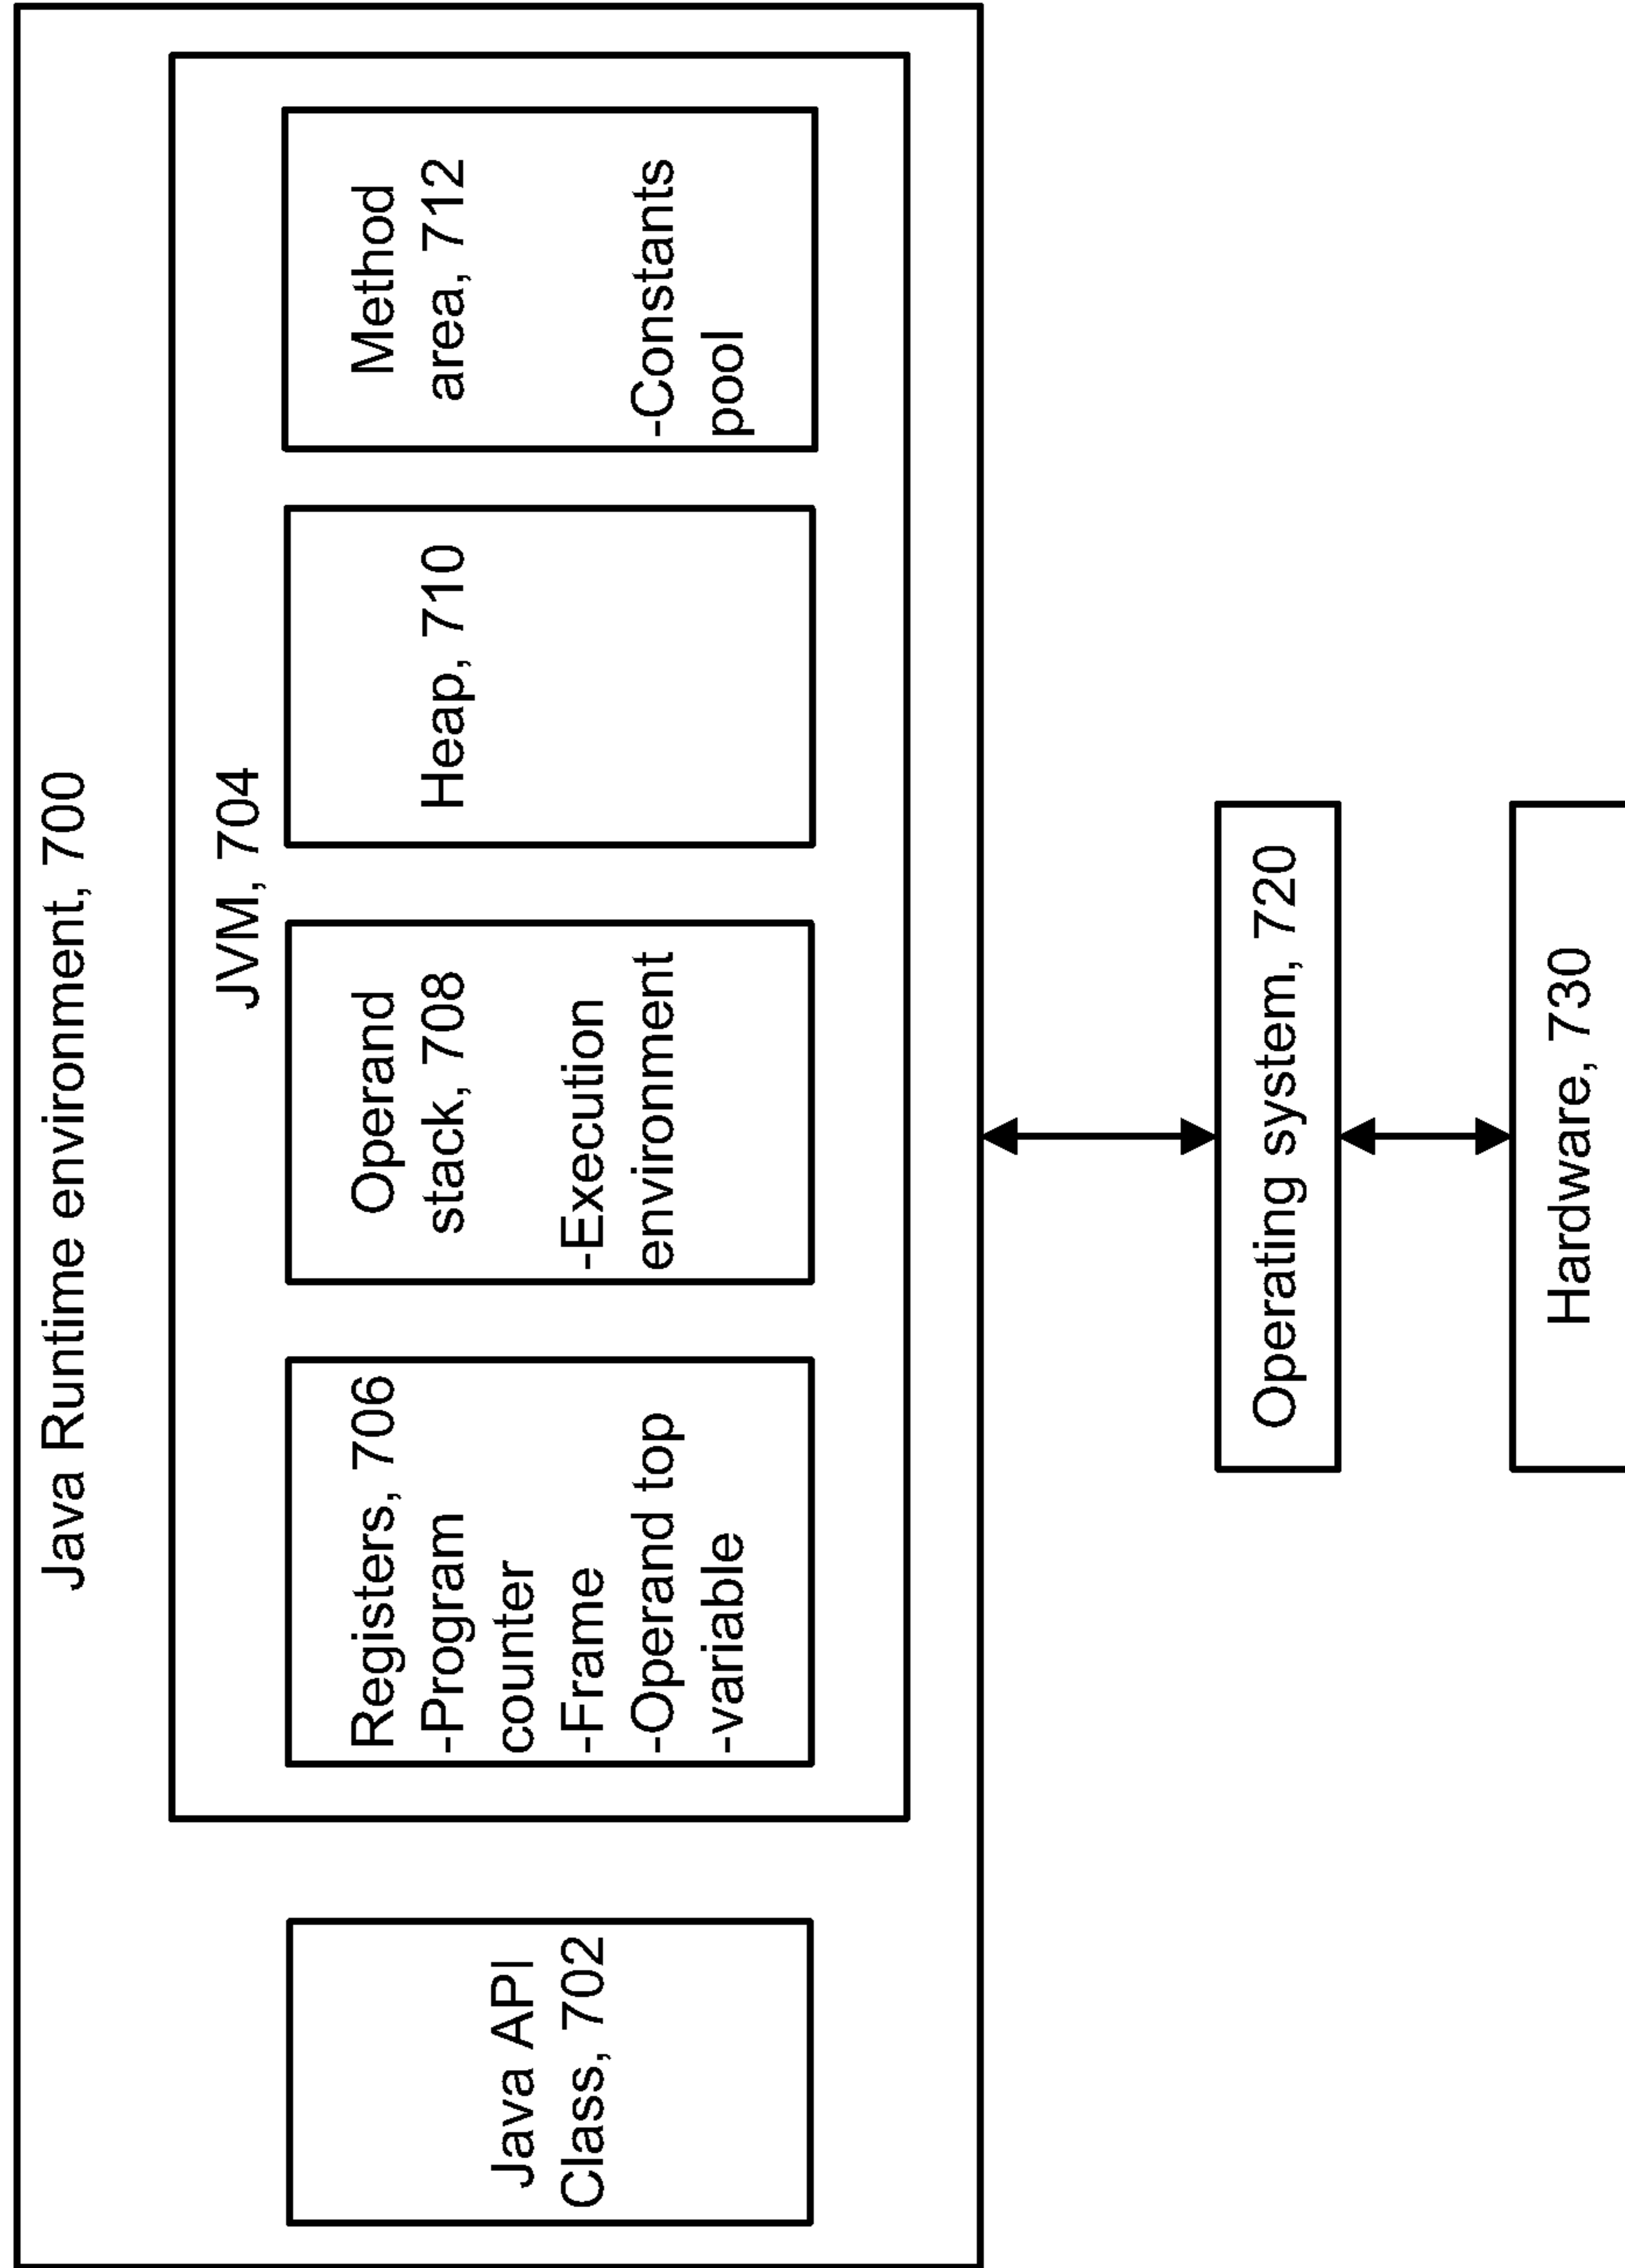 Java Runtime environment, 700
Java API
Class, 702
JVM, 704
Registers, 706
-Program
counter
-Frame
-Operand top
-variable
Operand
stack, 708
-Execution
environment
Heap, 710
Method
area, 712
-Constants
pool
Operating system, 720
Hardware, 730